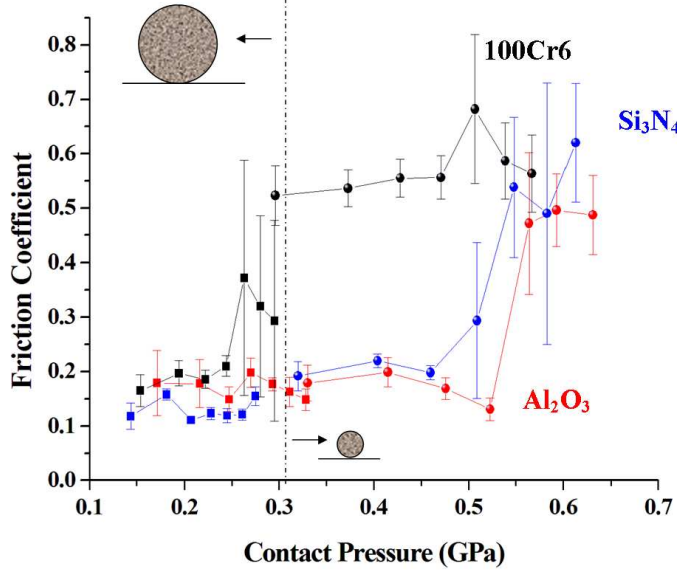 0.8
0.7
0.6
0.5
0.4
0.3
0.2
0.1
0.0
Friction Coefficient
100Cr6
Si₃N₄
Al₂O₃
0.1 0.2 0.3 0.4 0.5 0.6 0.7
Contact Pressure (GPa)